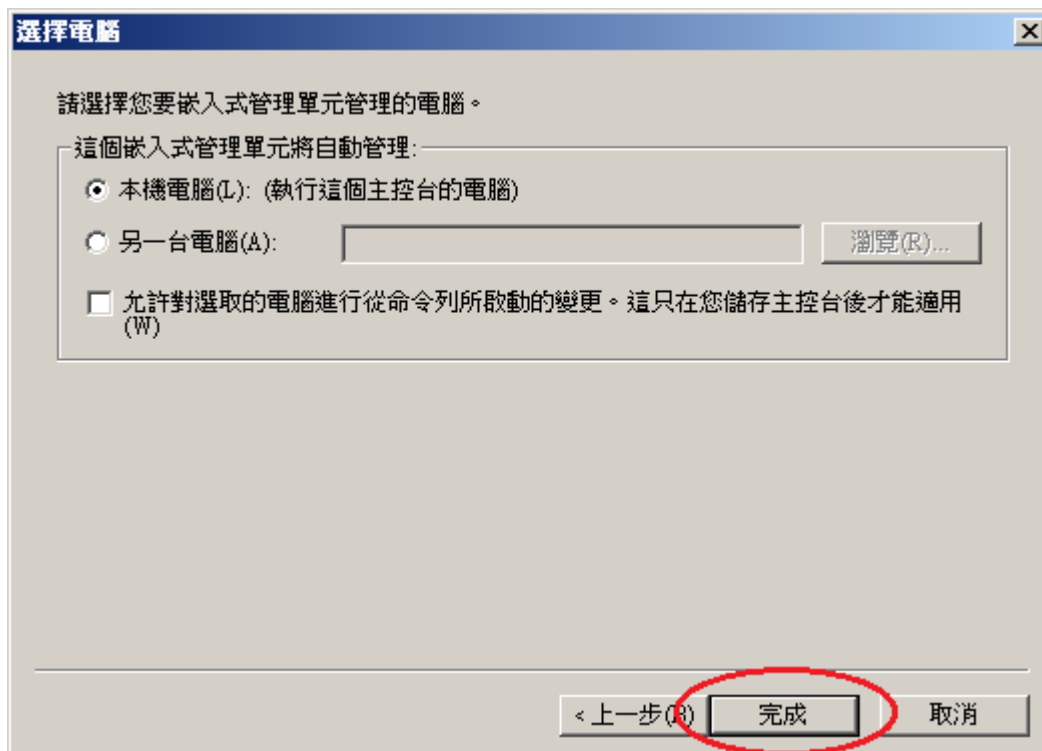 選擇電腦
請選擇您要嵌入式管理單元管理的電腦。
這個嵌入式管理單元將自動管理:
本機電腦(L): (執行這個主控台的電腦)
另一台電腦(A):
瀏覽(R)...
允許對選取的電腦進行從命令列所啟動的變更。這只在您儲存主控台後才能適用
(W)
< 上一步(B)
完成
取消